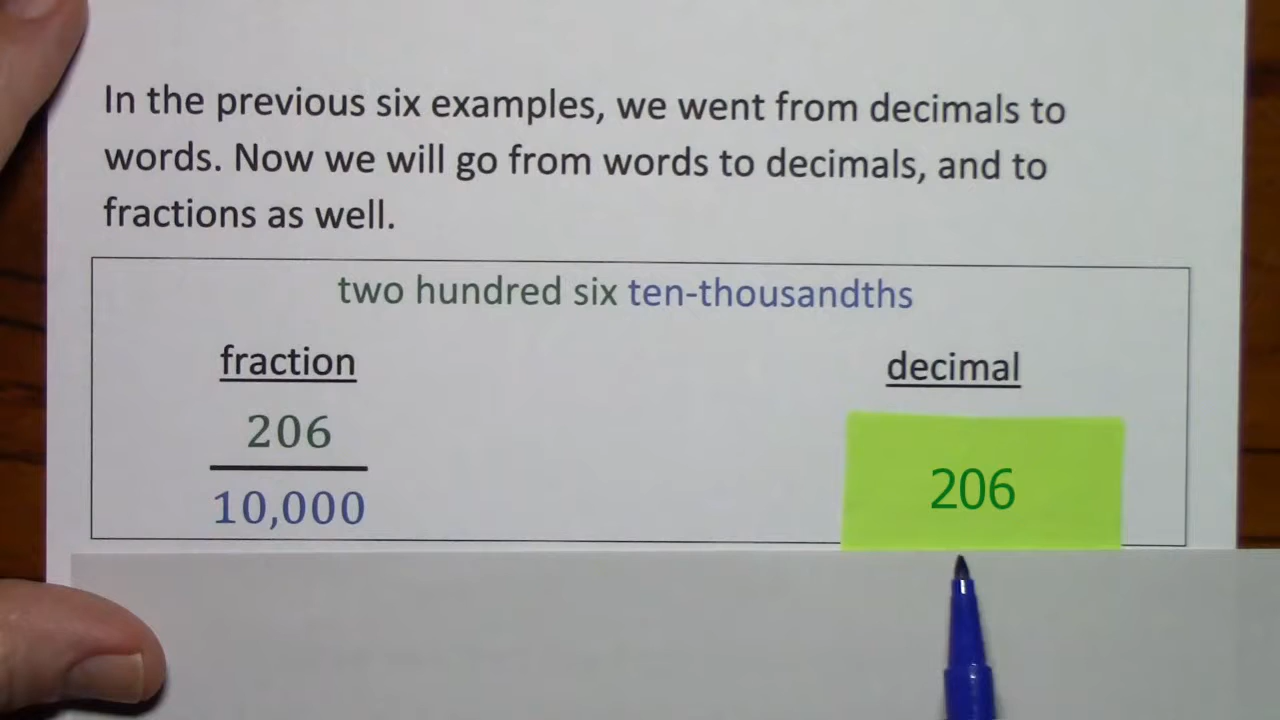 In the previous six examples, we went from decimals to
words. Now we will go from words to decimals, and to
fractions as well.
two hundred six ten-thousandths
fraction
206
10,000
decimal
206